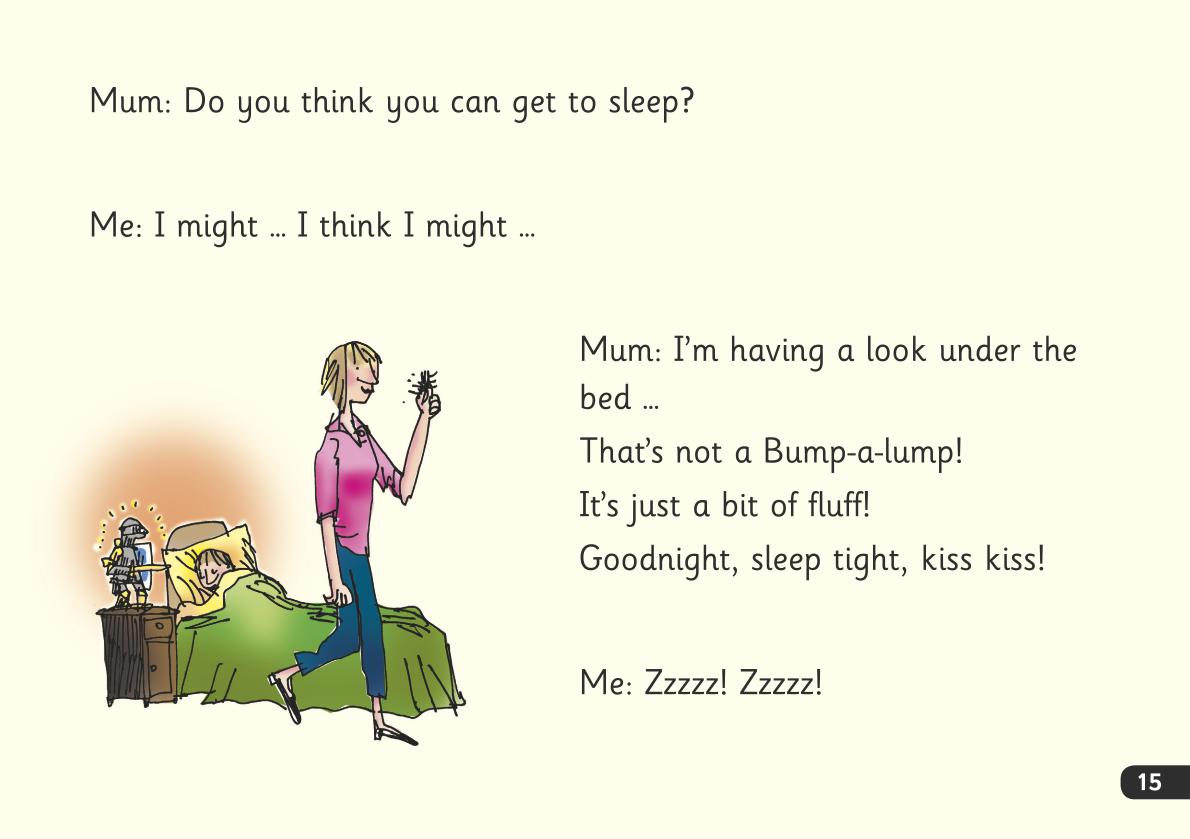 Mum: Do you think you can get to sleep?
Me: I might ... I think I might ...
Mum: I'm having a look under the
bed ...
That's not a Bump-a-lump!
It's just a bit of fluff!
Goodnight, sleep tight, kiss kiss!
Me: Zzzzz! Zzzzz!
15